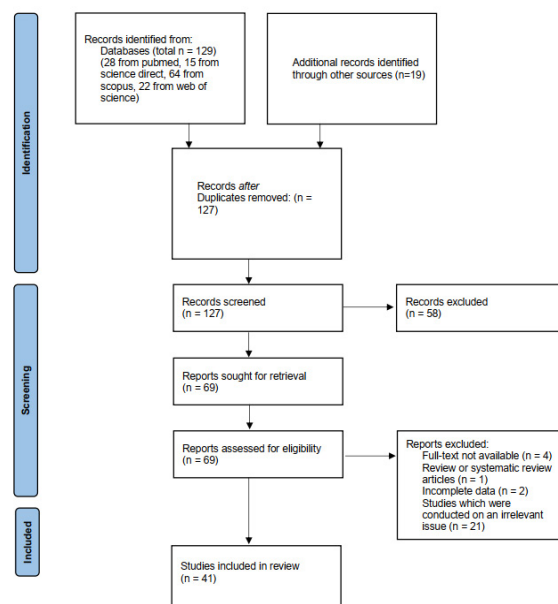 Identification
Records identified from:
Databases (total n = 129)
(28 from pubmed, 15 from
science direct, 64 from
scopus, 22 from web of
science)
Additional records identified
through other sources (n=19)
Records after
Duplicates removed: (n =
127)
Screening
Records screened
(n = 127)
Records excluded
(n = 58)
Reports sought for retrieval
(n = 69)
Reports assessed for eligibility
(n = 69)
Reports excluded:
Full-text not available (n = 4)
Review or systematic review
articles (n = 1)
Incomplete data (n = 2)
Studies which were
conducted on an irrelevant
issue (n = 21)
Included
Studies included in review
(n = 41)